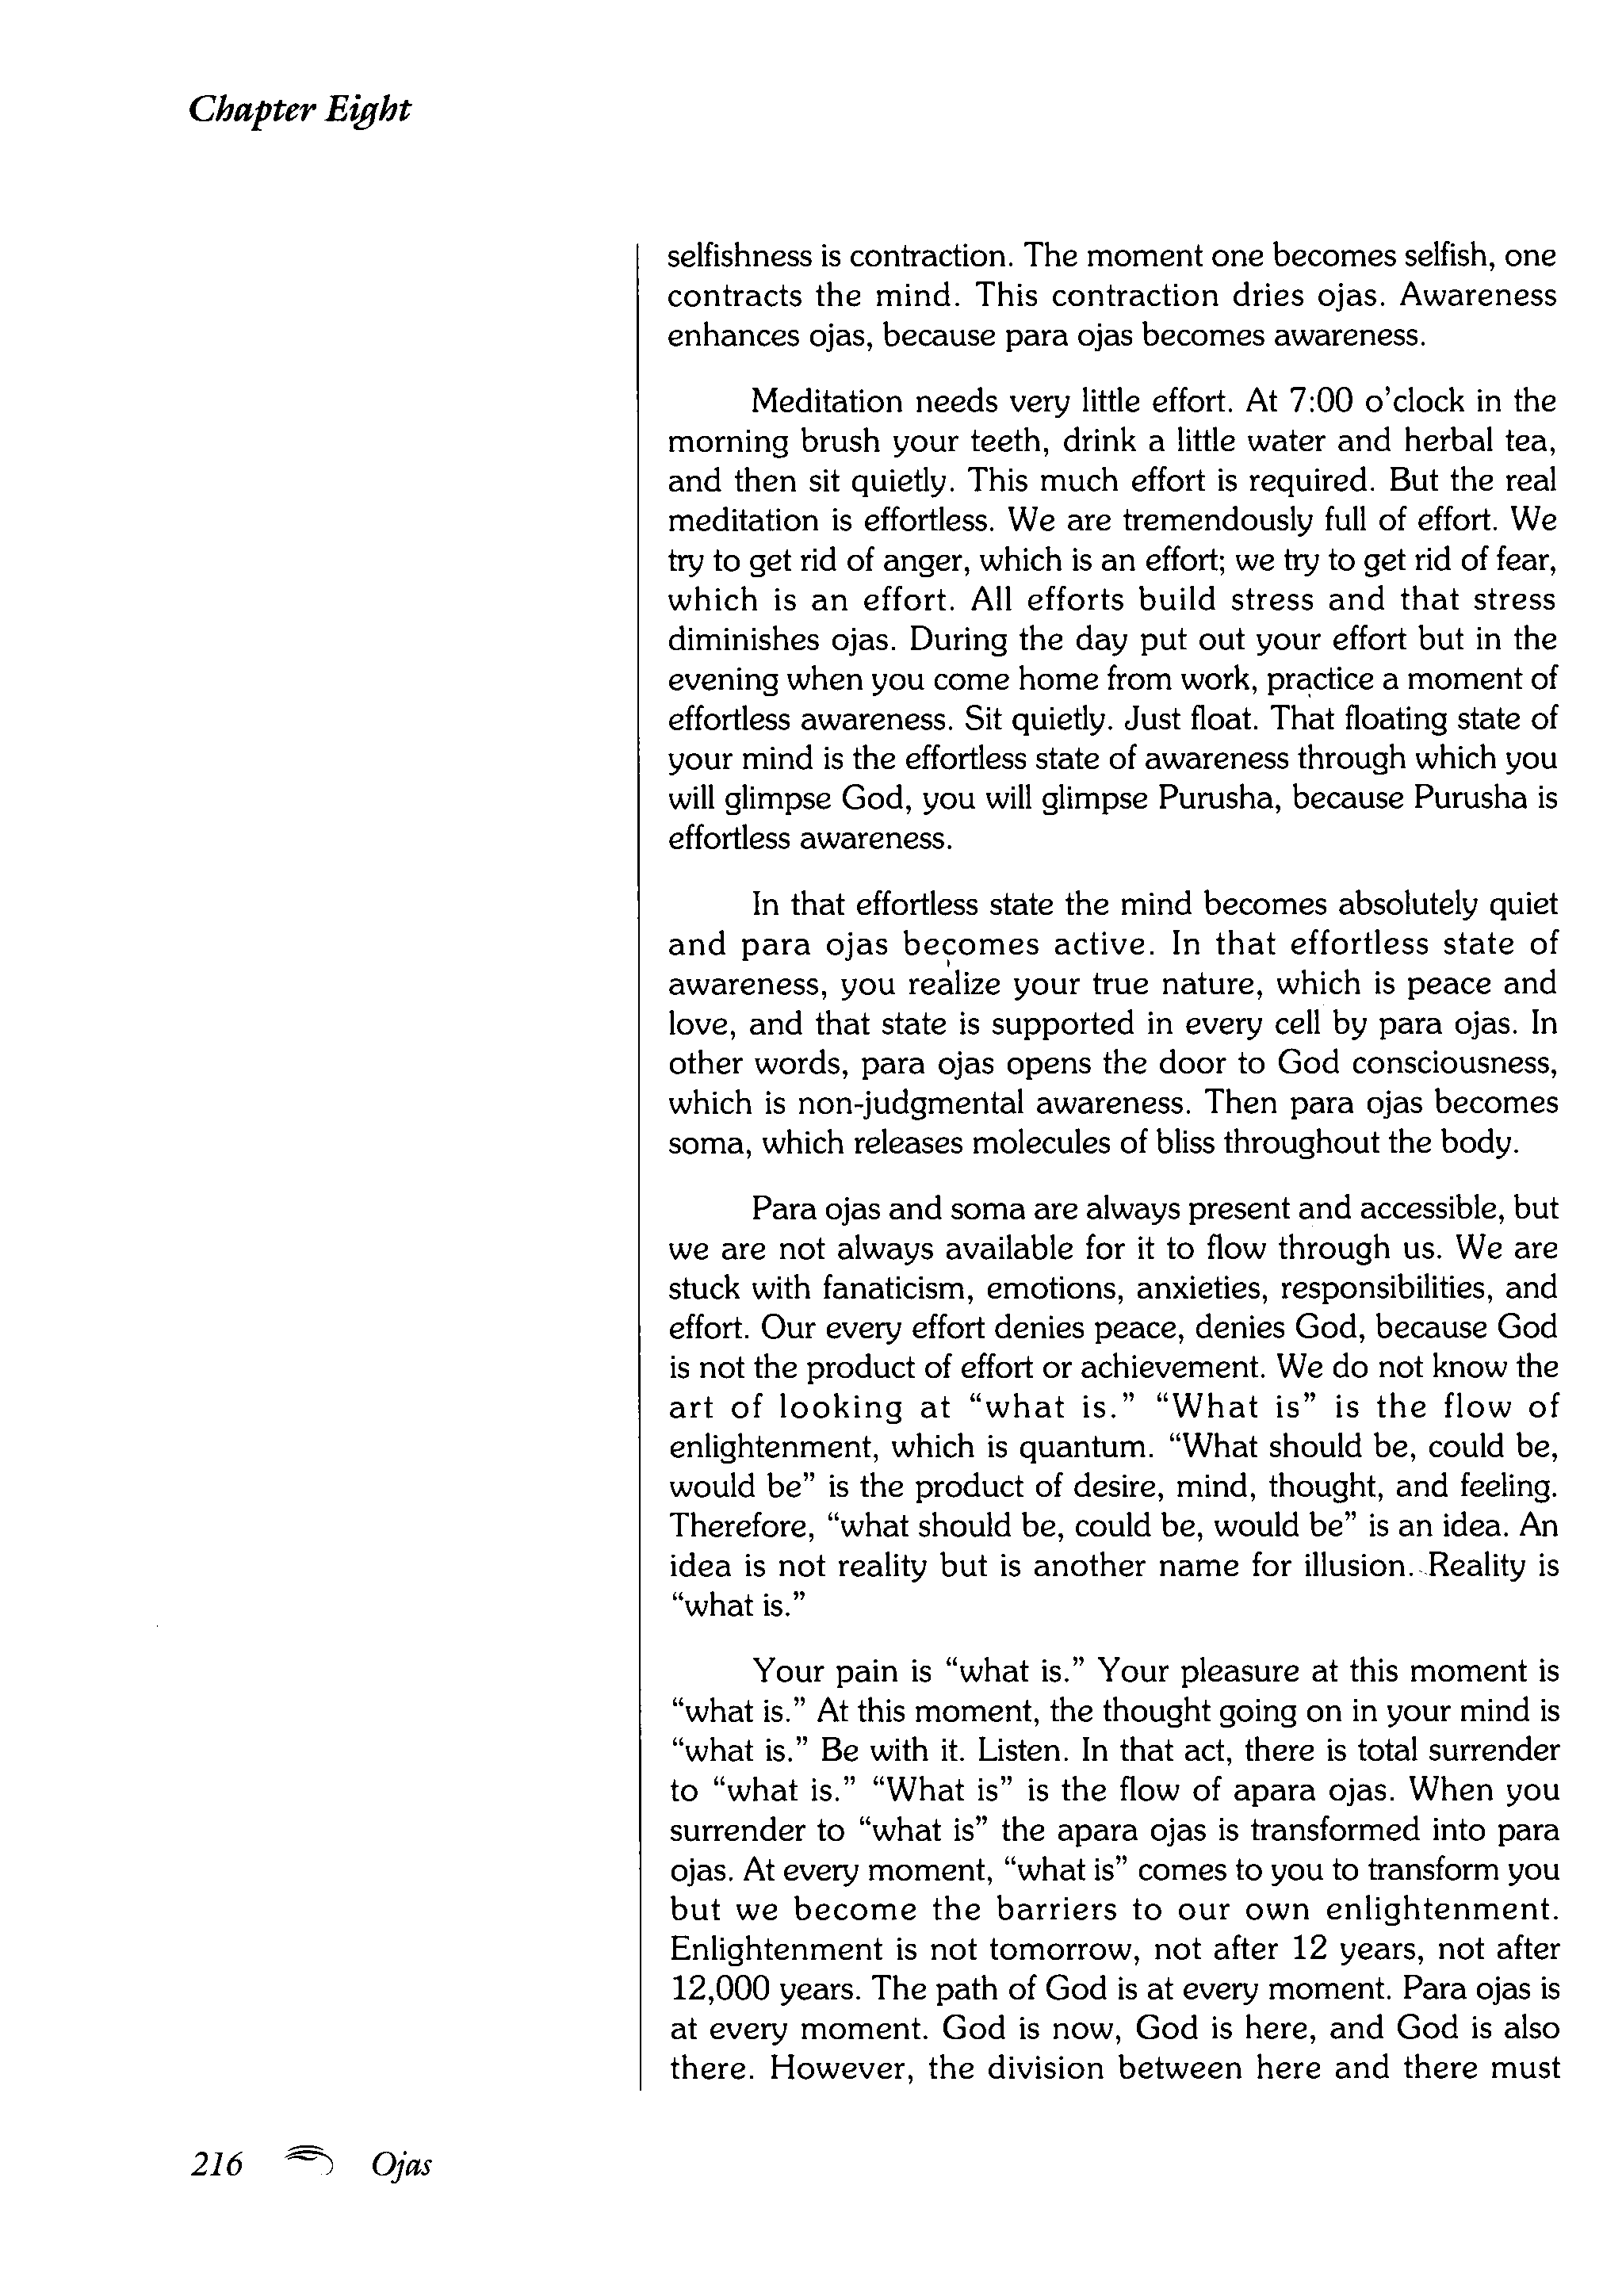 Chapter Eight
selfishness is contraction. The moment one becomes selfish, one
contracts the mind. This contraction dries ojas. Awareness
enhances ojas, because para ojas becomes awareness.
Meditation needs very little effort. At 7:00 o’clock in the
morning brush your teeth, drink a little water and herbal tea,
and then sit quietly. This much effort is required. But the real
meditation is effortless. We are tremendously full of effort. We
try to get rid of anger, which is an effort; we try to get rid of fear,
which is an effort. All efforts build stress and that stress
diminishes ojas. During the day put out your effort but in the
evening when you come home from work, practice a moment of
effortless awareness. Sit quietly. Just float. That floating state of
your mind is the effortless state of awareness through which you
will glimpse God, you will glimpse Purusha, because Purusha is
effortless awareness.
In that effortless state the mind becomes absolutely quiet
and para ojas becomes active. In that effortless state of
awareness, you realize your true nature, which is peace and
love, and that state is supported in every cell by para ojas. In
other words, para ojas opens the door to God consciousness,
which is non-judgmental awareness. Then para ojas becomes
soma, which releases molecules of bliss throughout the body.
Para ojas and soma are always present and accessible, but
we are not always available for it to flow through us. We are
stuck with fanaticism, emotions, anxieties, responsibilities, and
effort. Our every effort denies peace, denies God, because God
is not the product of effort or achievement. We do not know the
art of looking at “what is.” “What is” is the flow of
enlightenment, which is quantum. “What should be, could be,
would be” is the product of desire, mind, thought, and feeling.
Therefore, “what should be, could be, would be” is an idea. An
idea is not reality but is another name for illusion. Reality is
“what is.”
Your pain is “what is.” Your pleasure at this moment is
“what is.” At this moment, the thought going on in your mind is
“what is.” Be with it. Listen. In that act, there is total surrender
to “what is.” “What is” is the flow of apara ojas. When you
surrender to “what is” the apara ojas is transformed into para
ojas. At every moment, “what is” comes to you to transform you
but we become the barriers to our own enlightenment.
Enlightenment is not tomorrow, not after 12 years, not after
12,000 years. The path of God is at every moment. Para ojas is
at every moment. God is now, God is here, and God is also
there. However, the division between here and there must
216 Ojas